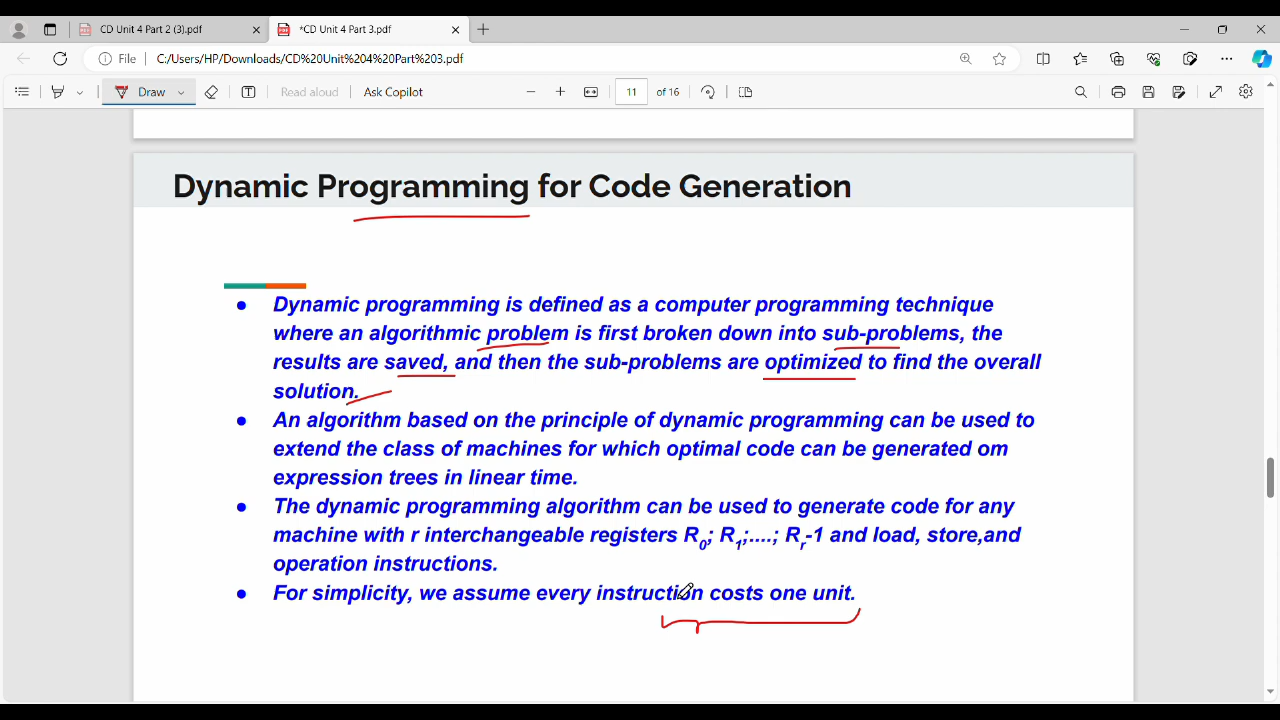 CD Unit 4 Part 2 (3).pdf
*CD Unit 4 Part 3.pdf
File
C:/Users/HP/Downloads/CD%20Unit%204%20Part%203.pdf
Draw
Read aloud
Ask Copilot
11
of 16
Dynamic Programming for Code Generation
● Dynamic programming is defined as a computer programming technique
where an algorithmic problem is first broken down into sub-problems, the
results are saved, and then the sub-problems are optimized to find the overall
solution.
● An algorithm based on the principle of dynamic programming can be used to
extend the class of machines for which optimal code can be generated om
expression trees in linear time.
● The dynamic programming algorithm can be used to generate code for any
machine with r interchangeable registers R0; R1;....; Rr-1 and load, store,and
operation instructions.
● For simplicity, we assume every instruction costs one unit.